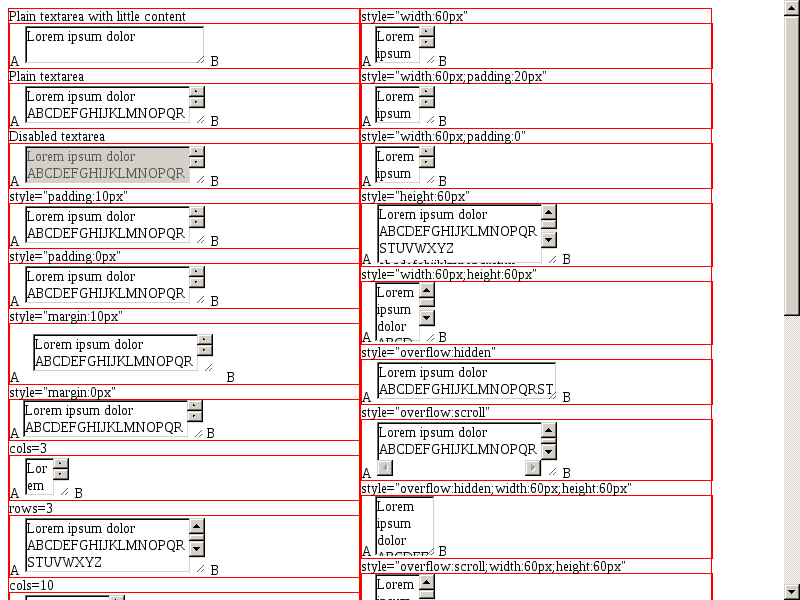 Plain textarea with little content
Lorem ipsum dolor
A B
Plain textarea
Lorem ipsum dolor
ABCDEFGHIJKLMNOPQR
A B
Disabled textarea
Lorem ipsum dolor
ABCDEFGHIJKLMNOPQR
A B
style="padding:10px"
Lorem ipsum dolor
ABCDEFGHIJKLMNOPQR
A B
style="padding:0px"
Lorem ipsum dolor
ABCDEFGHIJKLMNOPQR
A B
style="margin:10px"
Lorem ipsum dolor
ABCDEFGHIJKLMNOPQR
A B
style="margin:0px"
Lorem ipsum dolor
ABCDEFGHIJKLMNOPQR
A B
cols=3
Lor
em
A B
rows=3
Lorem ipsum dolor
ABCDEFGHIJKLMNOPQR
STUVWXYZ
A B
cols=10
style="width:60px"
Lorem
ipsum
A B
style="width:60px;padding:20px"
Lorem
ipsum
A B
style="width:60px;padding:0"
Lorem
ipsum
A B
style="height:60px"
Lorem ipsum dolor
ABCDEFGHIJKLMNOPQR
STUVWXYZ
A B
style="width:60px;height:60px"
Lorem
ipsum
dolor
ABCD
A B
style="overflow:hidden"
Lorem ipsum dolor
ABCDEFGHIJKLMNOPQRST
A B
style="overflow:scroll"
Lorem ipsum dolor
ABCDEFGHIJKLMNOPQR
A B
style="overflow:hidden;width:60px;height:60px"
Lorem
ipsum
dolor
ABCDEF
A B
style="overflow:scroll;width:60px;height:60px"
Lorem